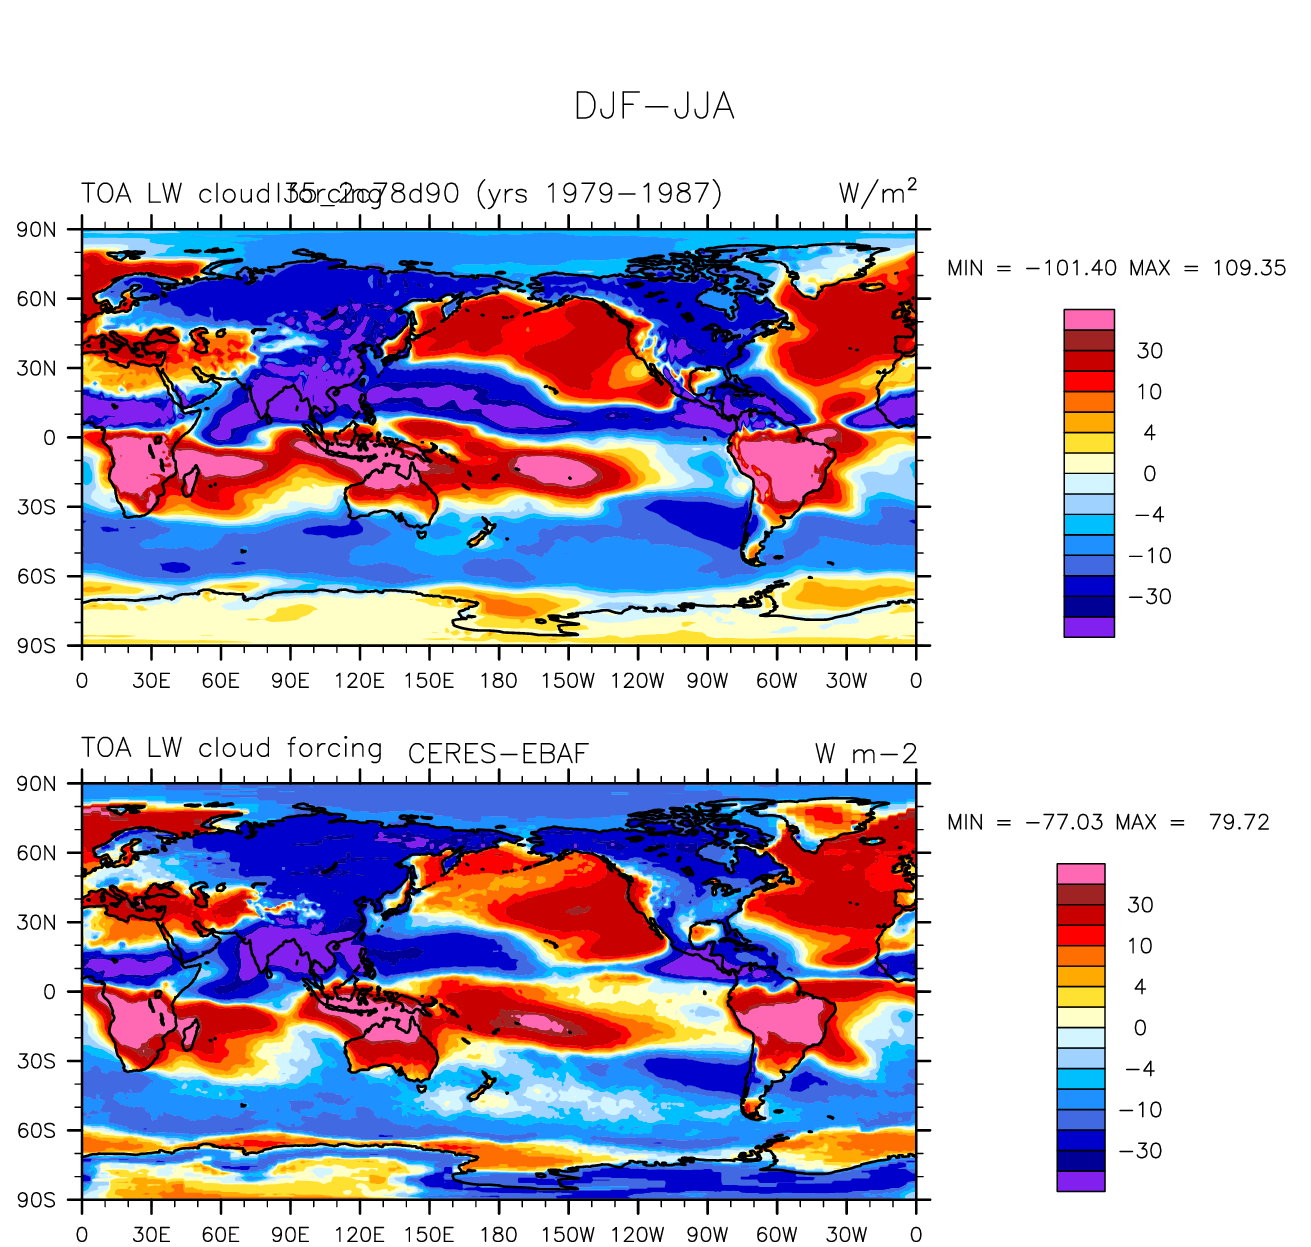 DJF-JJA
TOA LW cloud forcing 135_2c78d90 (yrs 1979-1987) W/m²
MIN = -101.40 MAX = 109.35
90N
60N
30N
0
30S
60S
90S
0 30E 60E 90E 120E 150E 180 150W 120W 90W 60W 30W 0
30
10
4
0
-4
-10
-30
TOA LW cloud forcing CERES-EBAF W m-2
MIN = -77.03 MAX = 79.72
90N
60N
30N
0
30S
60S
90S
0 30E 60E 90E 120E 150E 180 150W 120W 90W 60W 30W 0
30
10
4
0
-4
-10
-30